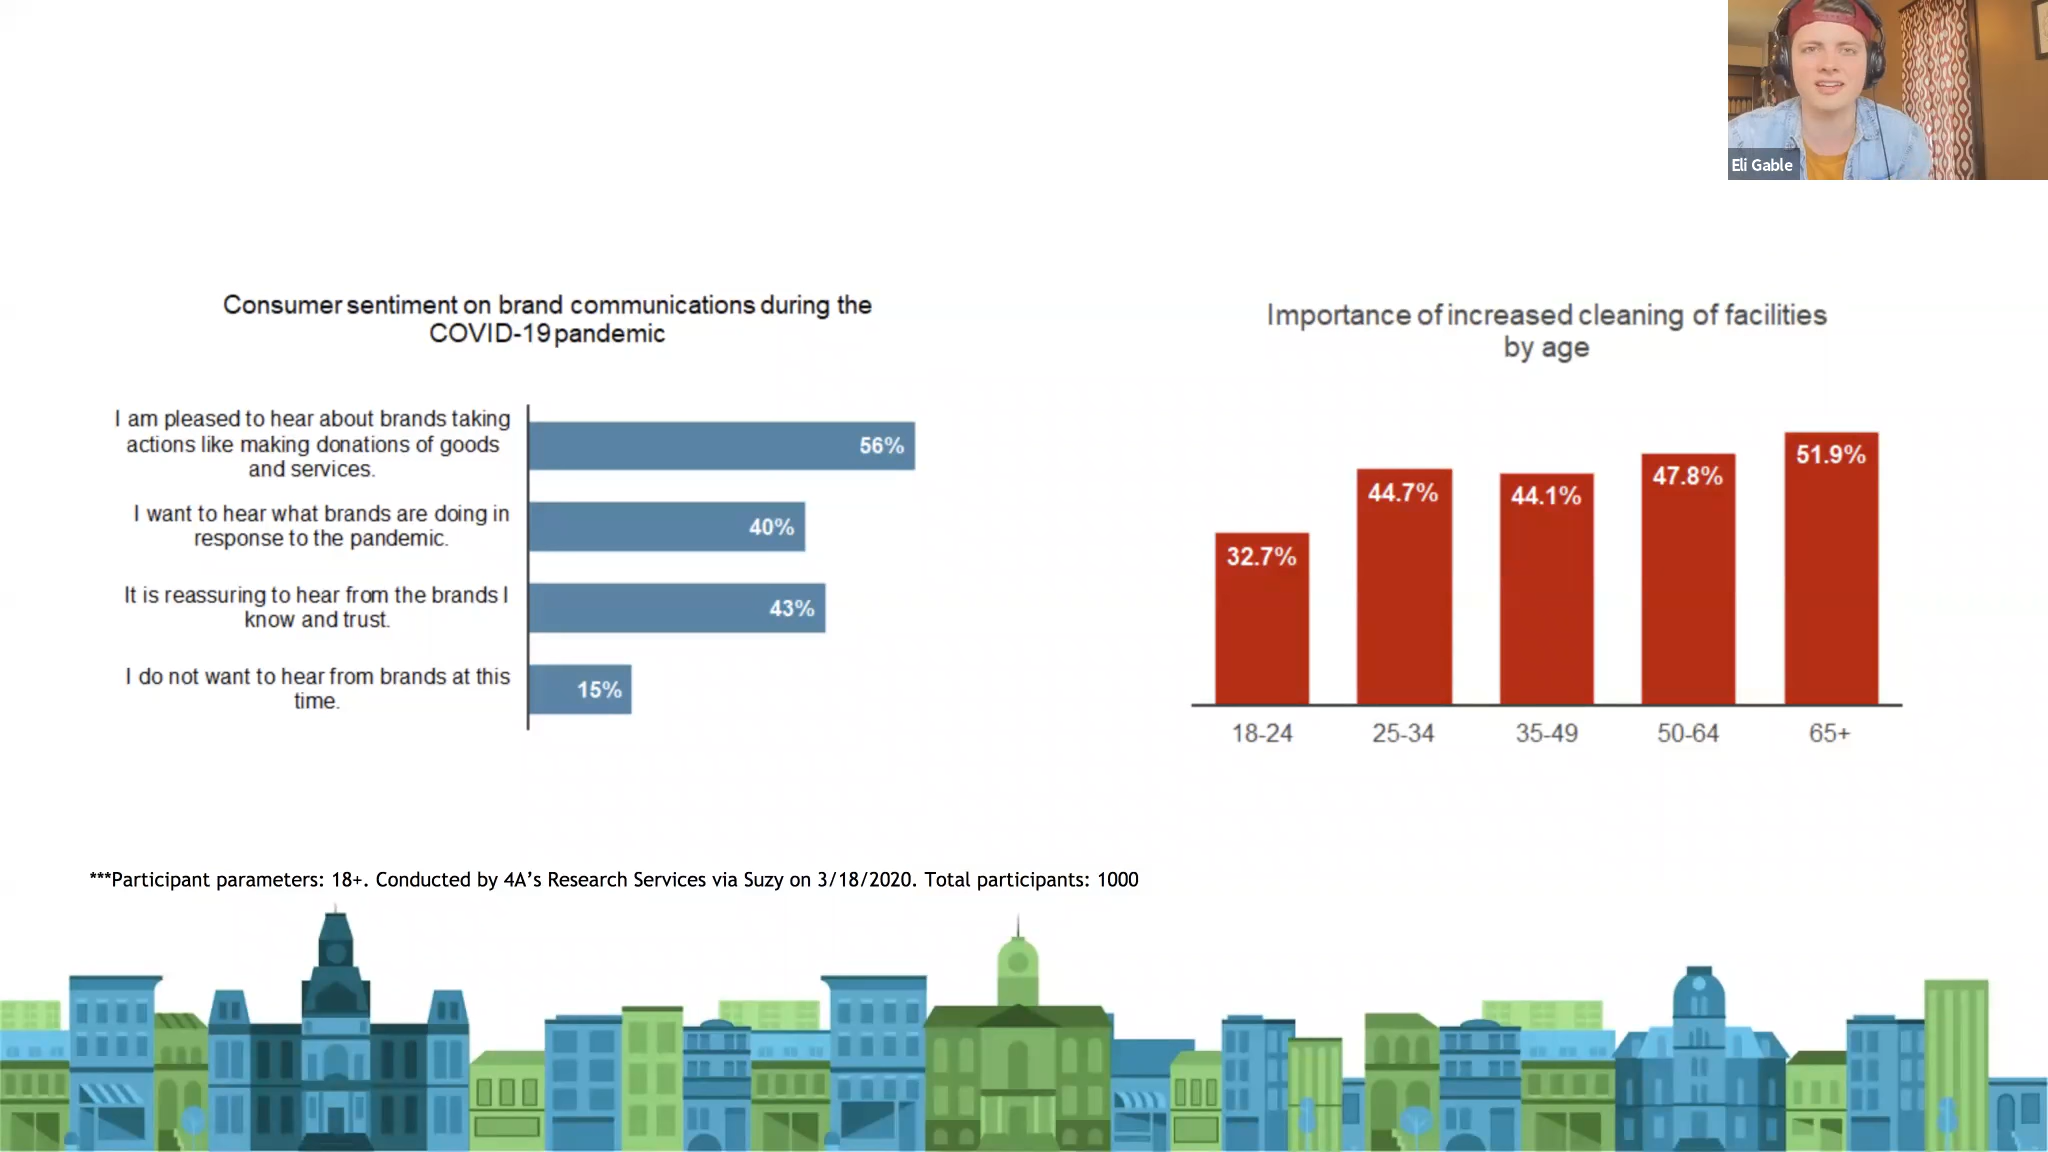 Eli Gable
Consumer sentiment on brand communications during the
COVID-19 pandemic
I am pleased to hear about brands taking
actions like making donations of goods
and services.
56%
I want to hear what brands are doing in
response to the pandemic.
40%
It is reassuring to hear from the brands I
know and trust.
43%
I do not want to hear from brands at this
time.
15%
Importance of increased cleaning of facilities
by age
32.7%
44.7%
44.1%
47.8%
51.9%
18-24
25-34
35-49
50-64
65+
***Participant parameters: 18+. Conducted by 4A's Research Services via Suzy on 3/18/2020. Total participants: 1000